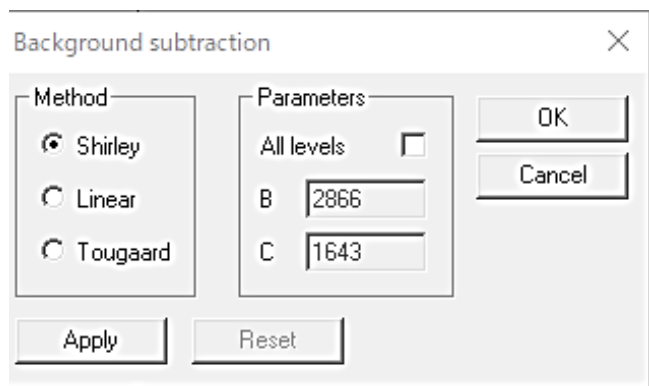 Background subtraction
Method
Shirley
Linear
Tougaard
Parameters
All levels
B 2866
C 1643
OK
Cancel
Apply
Reset